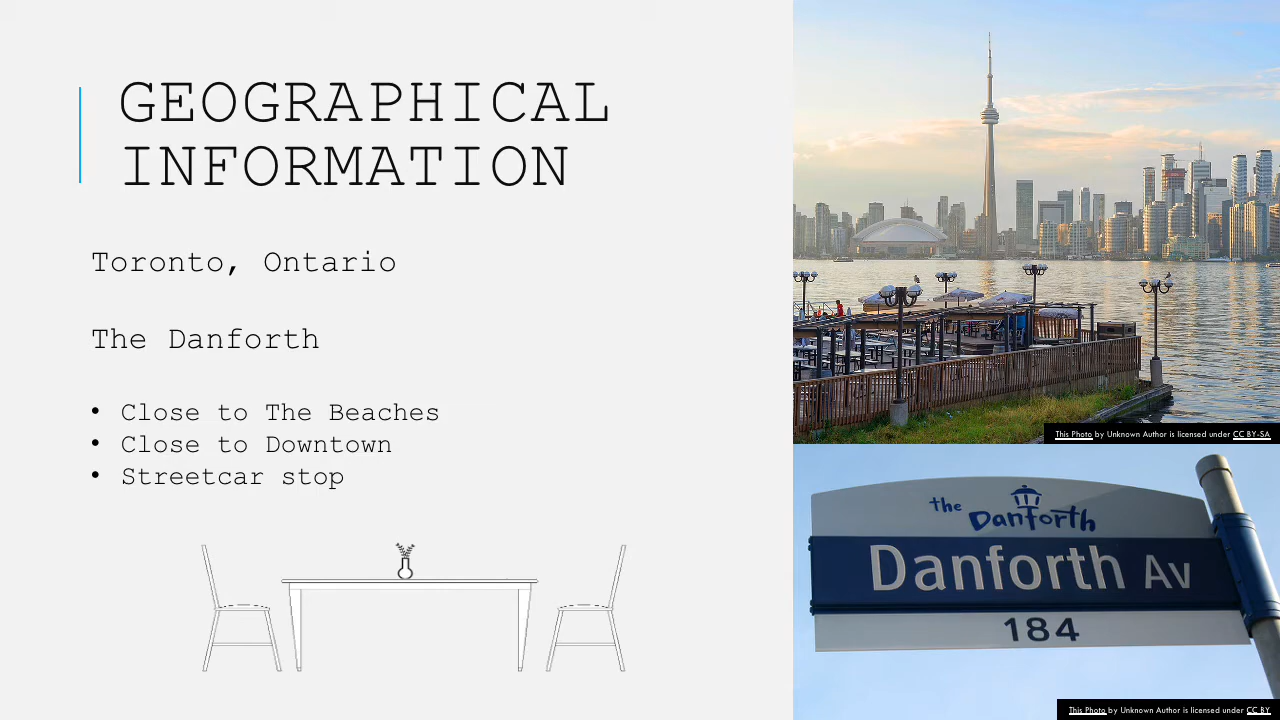 GEOGRAPHICAL
INFORMATION
Toronto, Ontario
The Danforth
• Close to The Beaches
• Close to Downtown
• Streetcar stop
This Photo by Unknown Author is licensed under CC BY-SA
the Danforth
Danforth Av
184
This Photo by Unknown Author is licensed under CC BY